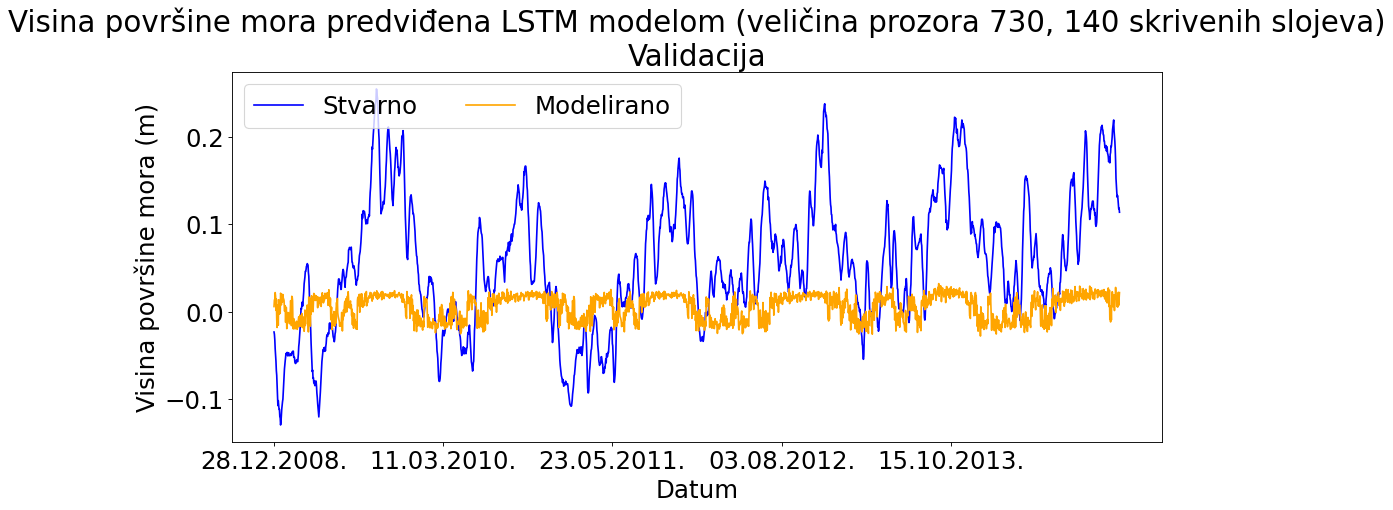 Visina površine mora predviđena LSTM modelom (veličina prozora 730, 140 skrivenih slojeva)
Validacija
Stvarno
Modelirano
Visina površine mora (m)
0.2
0.1
0.0
−0.1
28.12.2008.
11.03.2010.
23.05.2011.
03.08.2012.
15.10.2013.
Datum